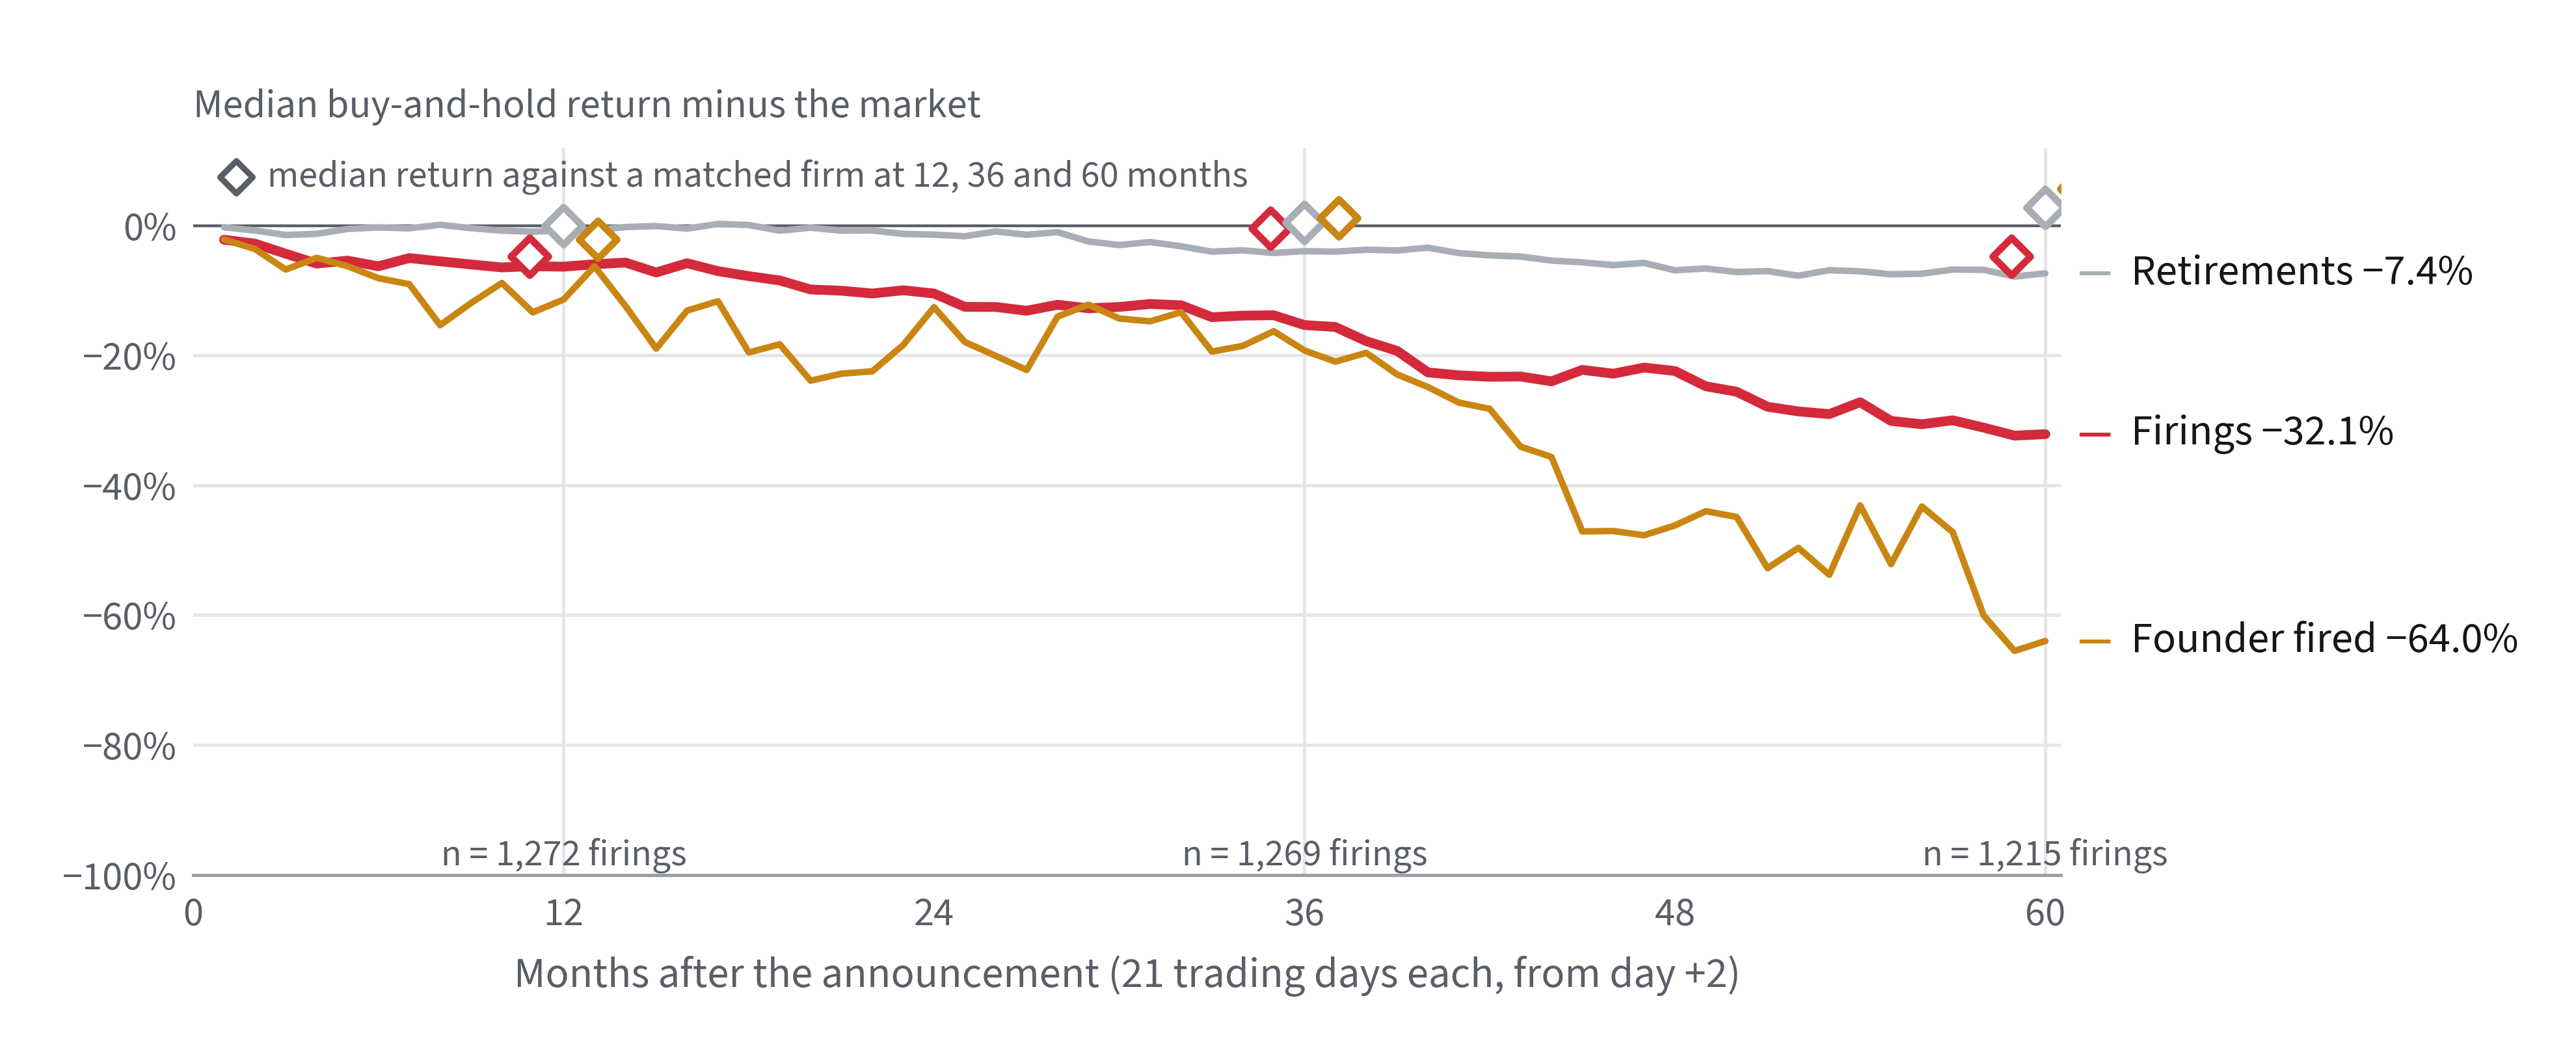 Median buy-and-hold return minus the market
median return against a matched firm at 12, 36 and 60 months
0%
−20%
−40%
−60%
−80%
−100%
Retirements −7.4%
Firings −32.1%
Founder fired −64.0%
n = 1,272 firings
n = 1,269 firings
n = 1,215 firings
0
12
24
36
48
60
Months after the announcement (21 trading days each, from day +2)